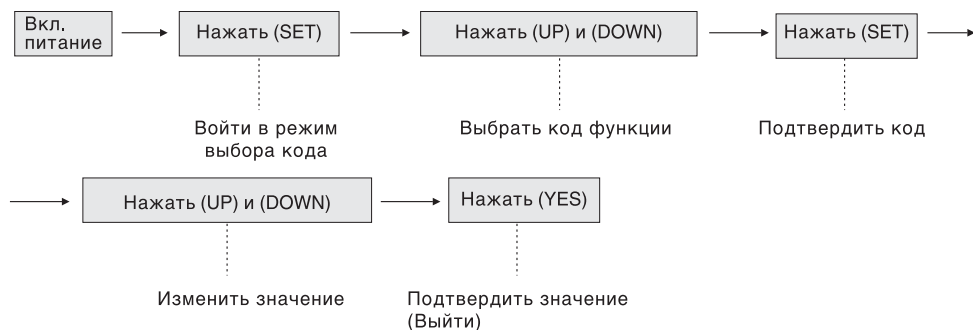 Вкл.
питание
Нажать (SET)
Нажать (UP) и (DOWN)
Нажать (SET)
Войти в режим
выбора кода
Выбрать код функции
Подтвердить код
Нажать (UP) и (DOWN)
Нажать (YES)
Изменить значение
Подтвердить значение
(Выйти)